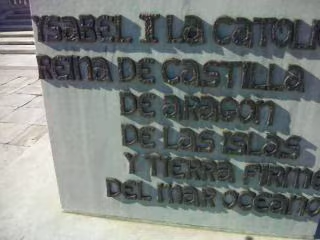 YSABEL I LA CATOLI
REINA DE CASTILLA
DE ARAGON
DE LAS ISLAS
Y TIERRA FIRME
DEL MAR OCEANO